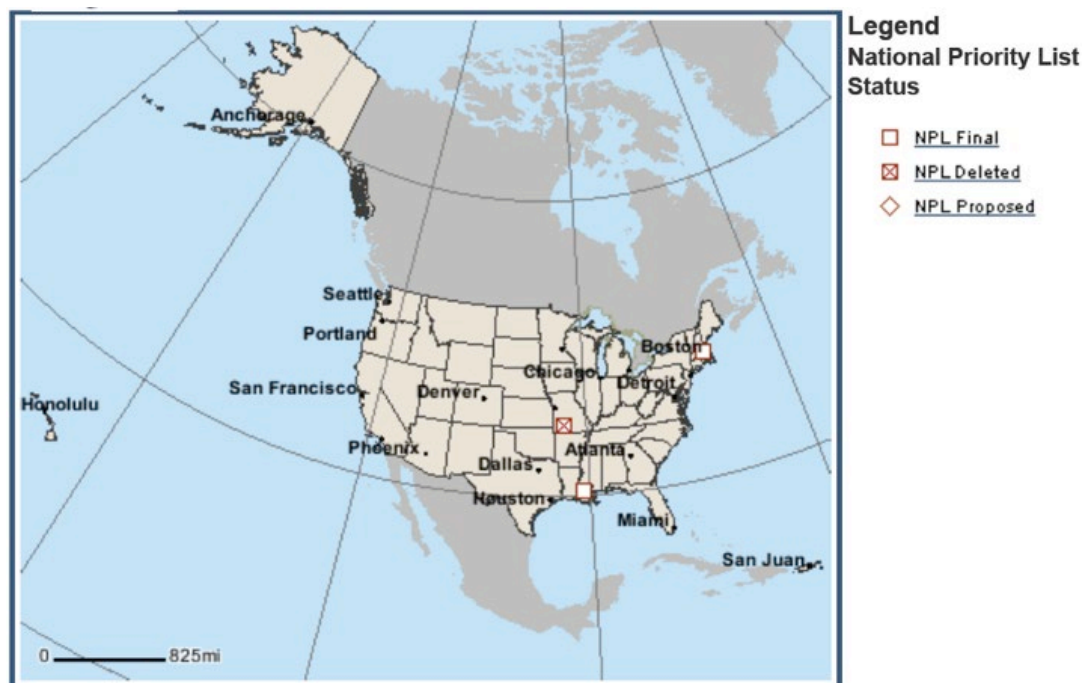 Legend
National Priority List
Status
NPL Final
NPL Deleted
NPL Proposed
Anchorage
Seattle
Portland
Boston
Chicago
Detroit
San Francisco
Denver
Honolulu
Phoenix
Atlanta
Dallas
Houston
Miami
San Juan
0 825mi